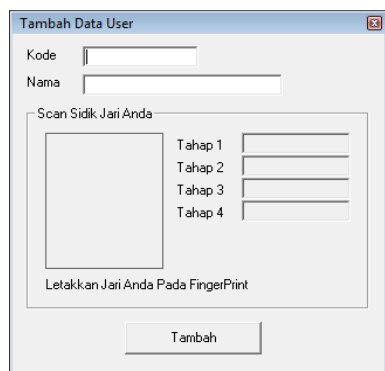 Tambah Data User
Kode
Nama
Scan Sidik Jari Anda
Tahap 1
Tahap 2
Tahap 3
Tahap 4
Letakkan Jari Anda Pada FingerPrint
Tambah